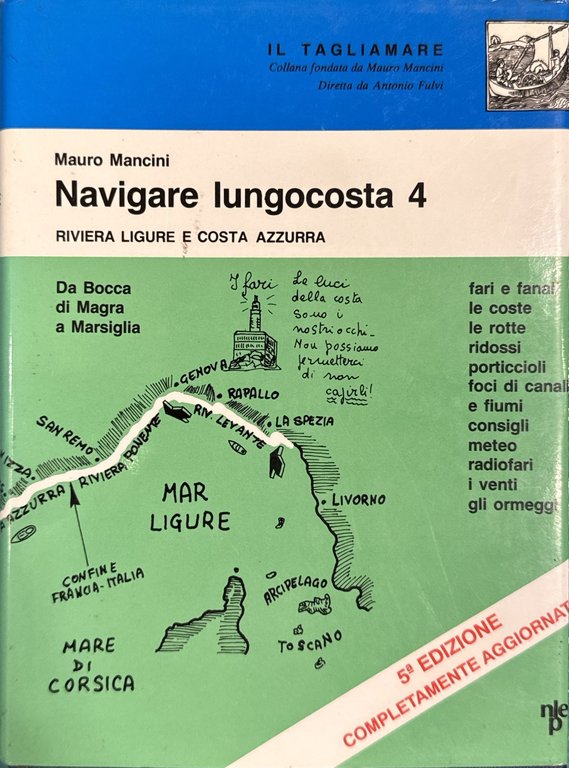 IL TAGLIAMARE
Collana fondata da Mauro Mancini
Diretta da Antonio Fulvi
Mauro Mancini
Navigare lungocosta 4
RIVIERA LIGURE E COSTA AZZURRA
Da Bocca
di Magra
a Marsiglia
I fari
Le luci
della costa
sono i
nostri occhi.
Non possiamo
permetterci
di non
capirli!
fari e fanali
le coste
le rotte
ridossi
porticcioli
foci di canali
e fiumi
consigli
meteo
radiofari
i venti
gli ormeggi
GENOVA
RAPALLO
RIV. LEVANTE
LA SPEZIA
SAN REMO
RIVIERA PONENTE
NIZZA
AZZURRA
MAR
LIGURE
LIVORNO
CONFINE
FRANCIA-ITALIA
ARCIPELAGO
TOSCANO
MARE
DI
CORSICA
5ª EDIZIONE
COMPLETAMENTE AGGIORNAT
nle
p